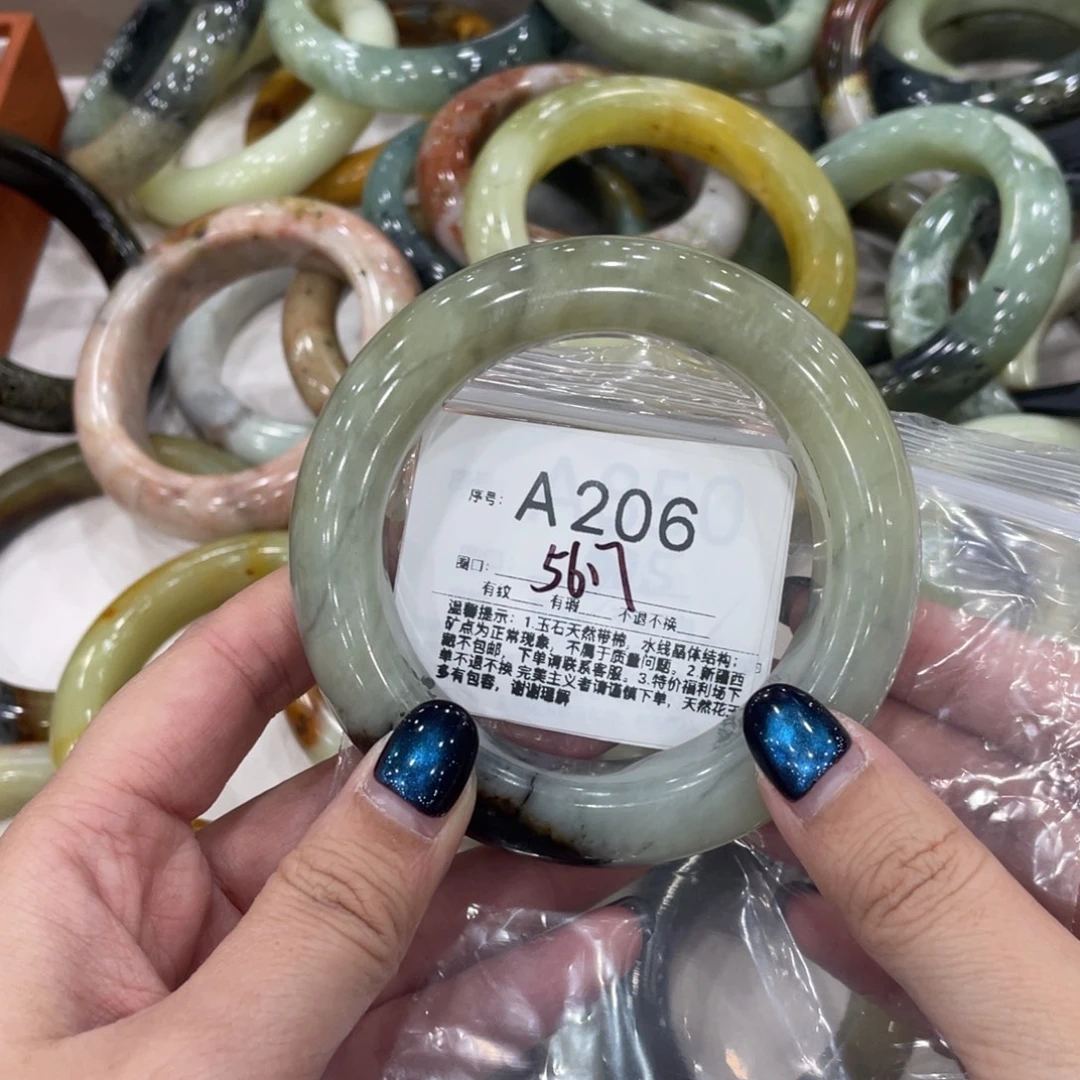 序号: A206
圈口: 56.7
有纹 有瑕 不退不换
温馨提示: 1.玉石天然带棉, 水线晶体结构;
矿点为正常现象, 不属于质量问题。2.新疆西
藏不包邮, 下单请联系客服。3.特价福利场下
单不退不换 完美主义者请谨慎下单, 天然花玉
多有包容, 谢谢理解